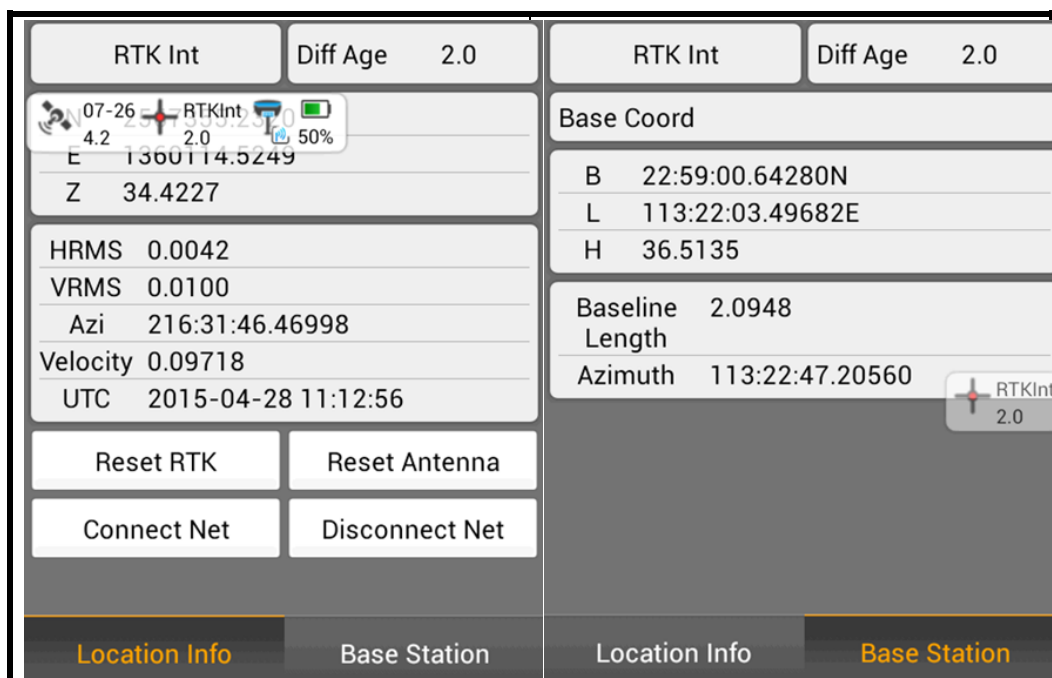 RTK Int
Diff Age 2.0
07-26 RTKInt
4.2 2.0 50%
N
E 1360114.5249
Z 34.4227
HRMS 0.0042
VRMS 0.0100
Azi 216:31:46.46998
Velocity 0.09718
UTC 2015-04-28 11:12:56
Reset RTK
Reset Antenna
Connect Net
Disconnect Net
Location Info
Base Station
RTK Int
Diff Age 2.0
Base Coord
B 22:59:00.64280N
L 113:22:03.49682E
H 36.5135
Baseline 2.0948
Length
Azimuth 113:22:47.20560
RTKInt
2.0
Location Info
Base Station